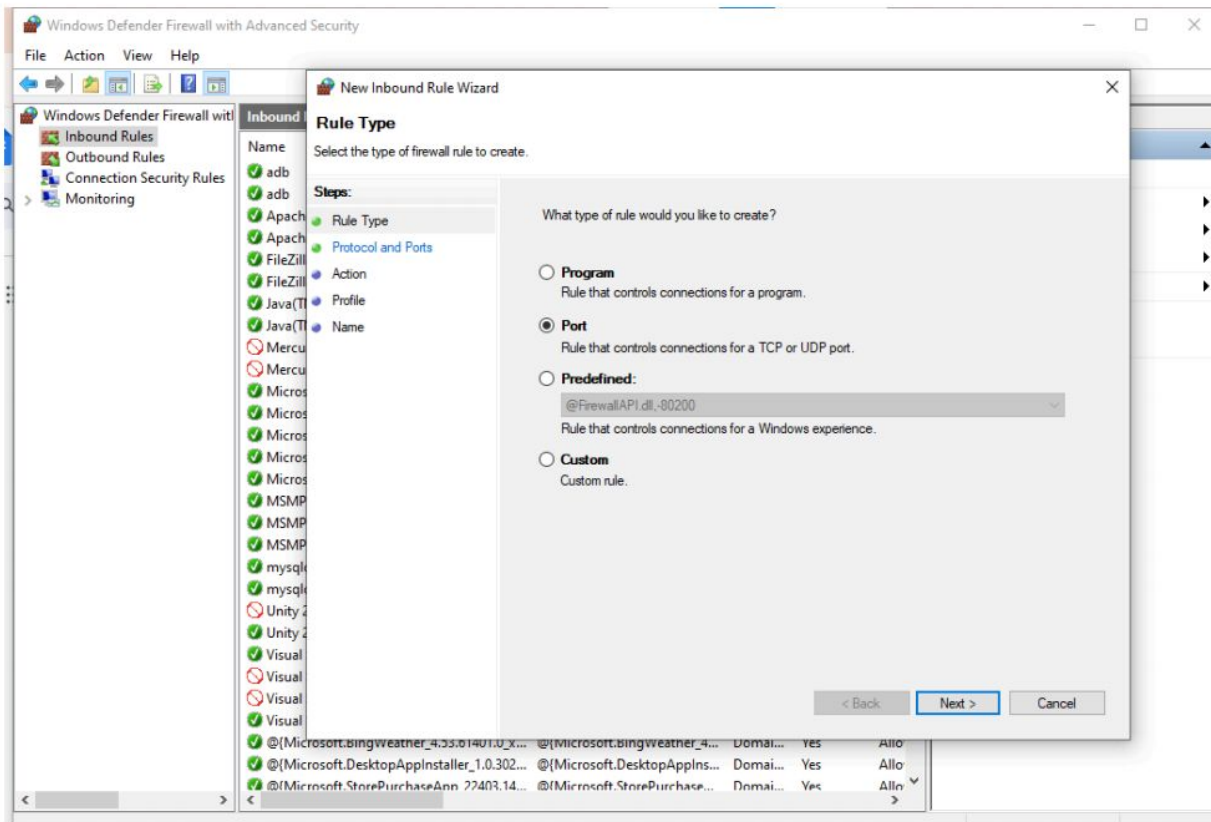 Windows Defender Firewall with Advanced Security
File Action View Help
Windows Defender Firewall witl
Inbound Rules
Outbound Rules
Connection Security Rules
Monitoring
Inbound
Name
adb
adb
Apach
Apach
FileZill
FileZill
Java(T
Java(T
Mercu
Mercu
Micros
Micros
Micros
Micros
Micros
MSMP
MSMP
MSMP
mysql
mysql
Unity 2
Unity 2
Visual
Visual
Visual
Visual
@{Microsoft.BingWeather_4.53.61401.0_x... @{Microsoft.BingWeather_4... Domai... Yes Allo
@{Microsoft.DesktopAppInstaller_1.0.302... @{Microsoft.DesktopAppIns... Domai... Yes Allo
@{Microsoft.StorePurchaseApp_22403.14... @{Microsoft.StorePurchase... Domai... Yes Allo
New Inbound Rule Wizard
Rule Type
Select the type of firewall rule to create.
Steps:
Rule Type
Protocol and Ports
Action
Profile
Name
What type of rule would you like to create?
Program
Rule that controls connections for a program.
Port
Rule that controls connections for a TCP or UDP port.
Predefined:
@FirewallAPI.dll,-80200
Rule that controls connections for a Windows experience.
Custom
Custom rule.
< Back Next > Cancel